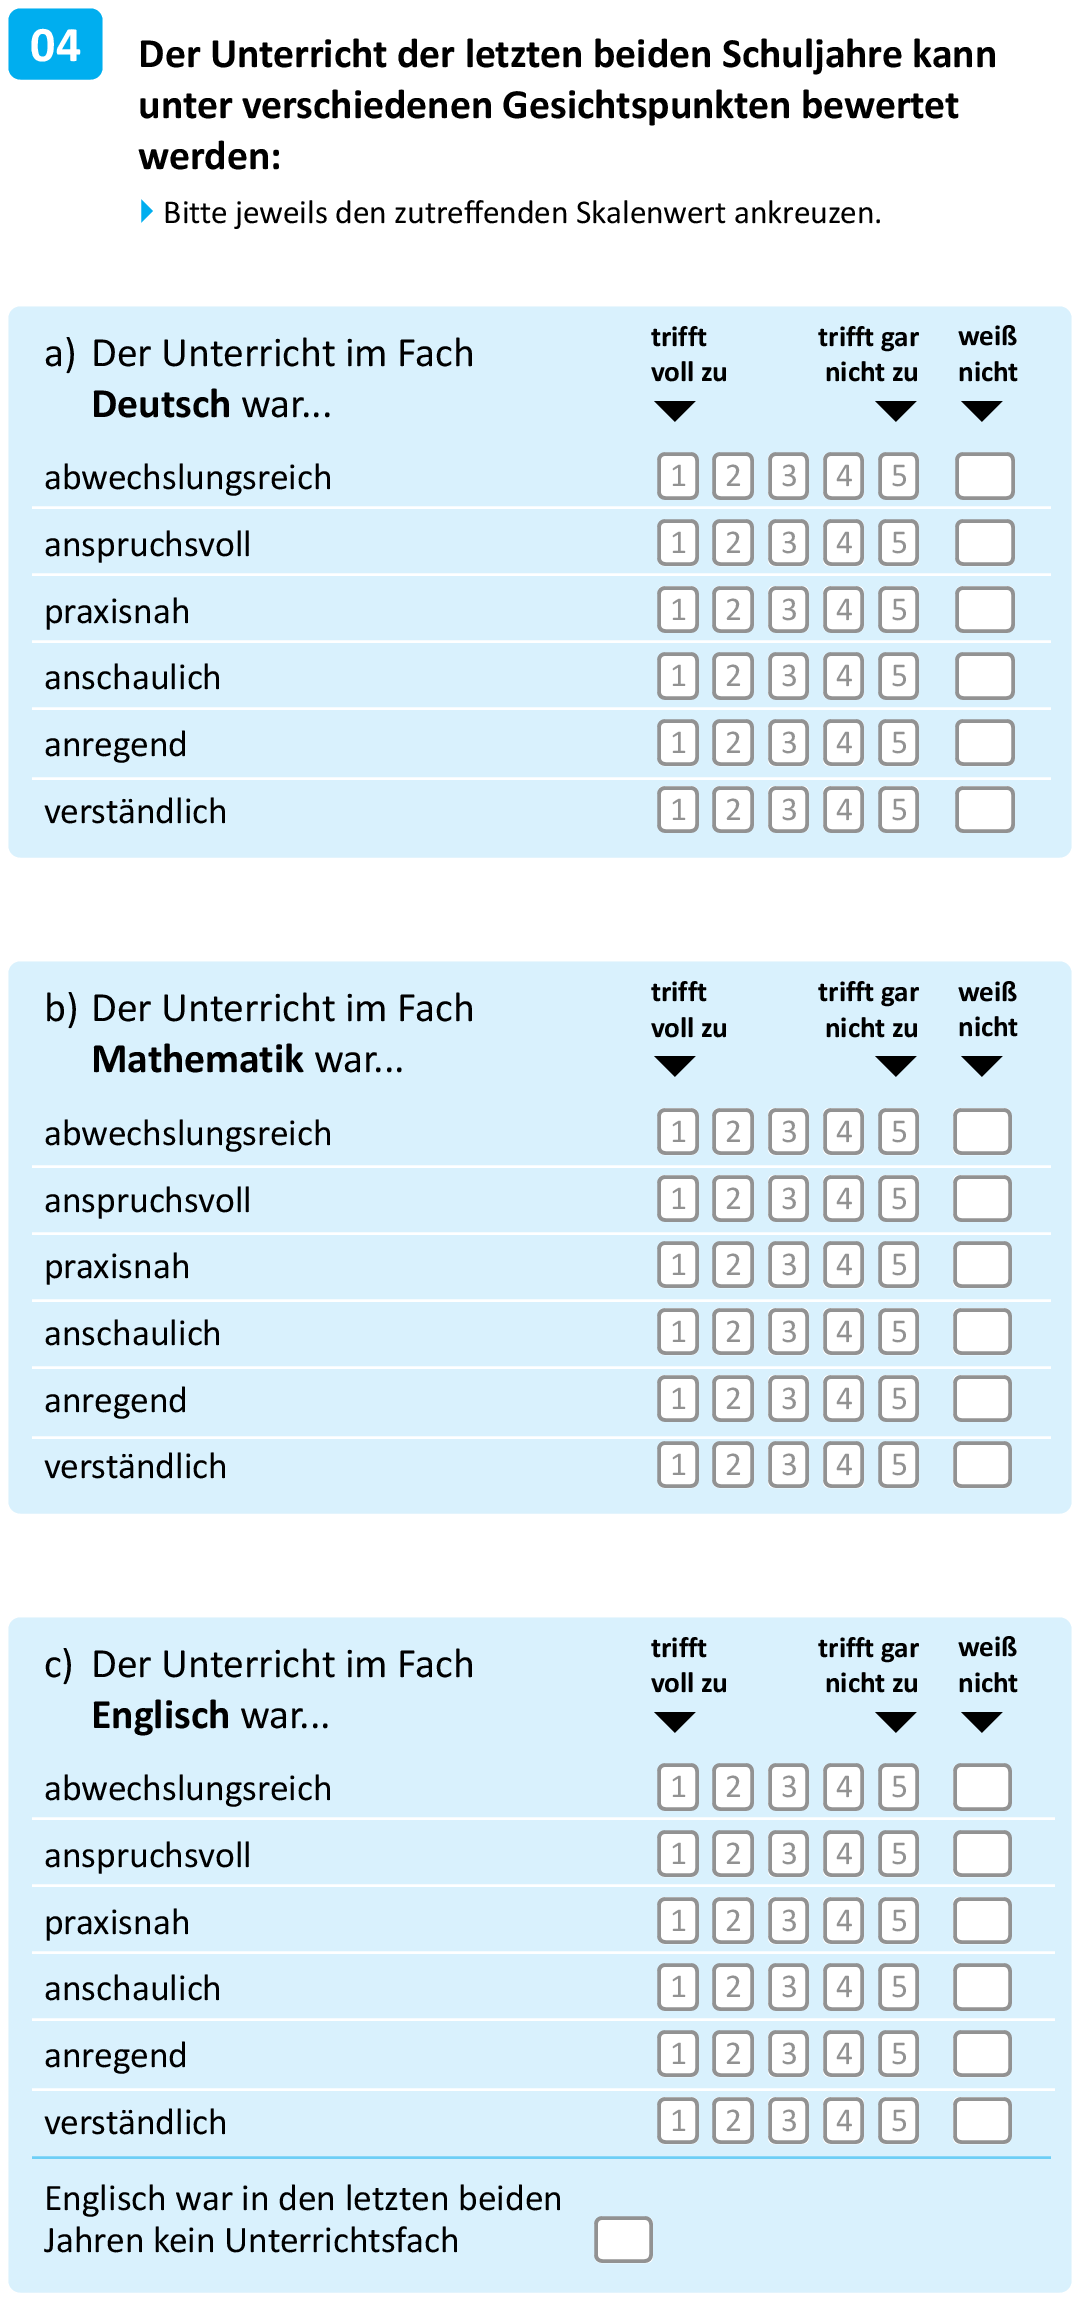 04
Der Unterricht der letzten beiden Schuljahre kann
unter verschiedenen Gesichtspunkten bewertet
werden:
Bitte jeweils den zutreffenden Skalenwert ankreuzen.
a) Der Unterricht im Fach
Deutsch war...
trifft voll zu
trifft gar nicht zu
weiß nicht
abwechslungsreich 1 2 3 4 5
anspruchsvoll 1 2 3 4 5
praxisnah 1 2 3 4 5
anschaulich 1 2 3 4 5
anregend 1 2 3 4 5
verständlich 1 2 3 4 5
b) Der Unterricht im Fach
Mathematik war...
trifft voll zu
trifft gar nicht zu
weiß nicht
abwechslungsreich 1 2 3 4 5
anspruchsvoll 1 2 3 4 5
praxisnah 1 2 3 4 5
anschaulich 1 2 3 4 5
anregend 1 2 3 4 5
verständlich 1 2 3 4 5
c) Der Unterricht im Fach
Englisch war...
trifft voll zu
trifft gar nicht zu
weiß nicht
abwechslungsreich 1 2 3 4 5
anspruchsvoll 1 2 3 4 5
praxisnah 1 2 3 4 5
anschaulich 1 2 3 4 5
anregend 1 2 3 4 5
verständlich 1 2 3 4 5
Englisch war in den letzten beiden
Jahren kein Unterrichtsfach